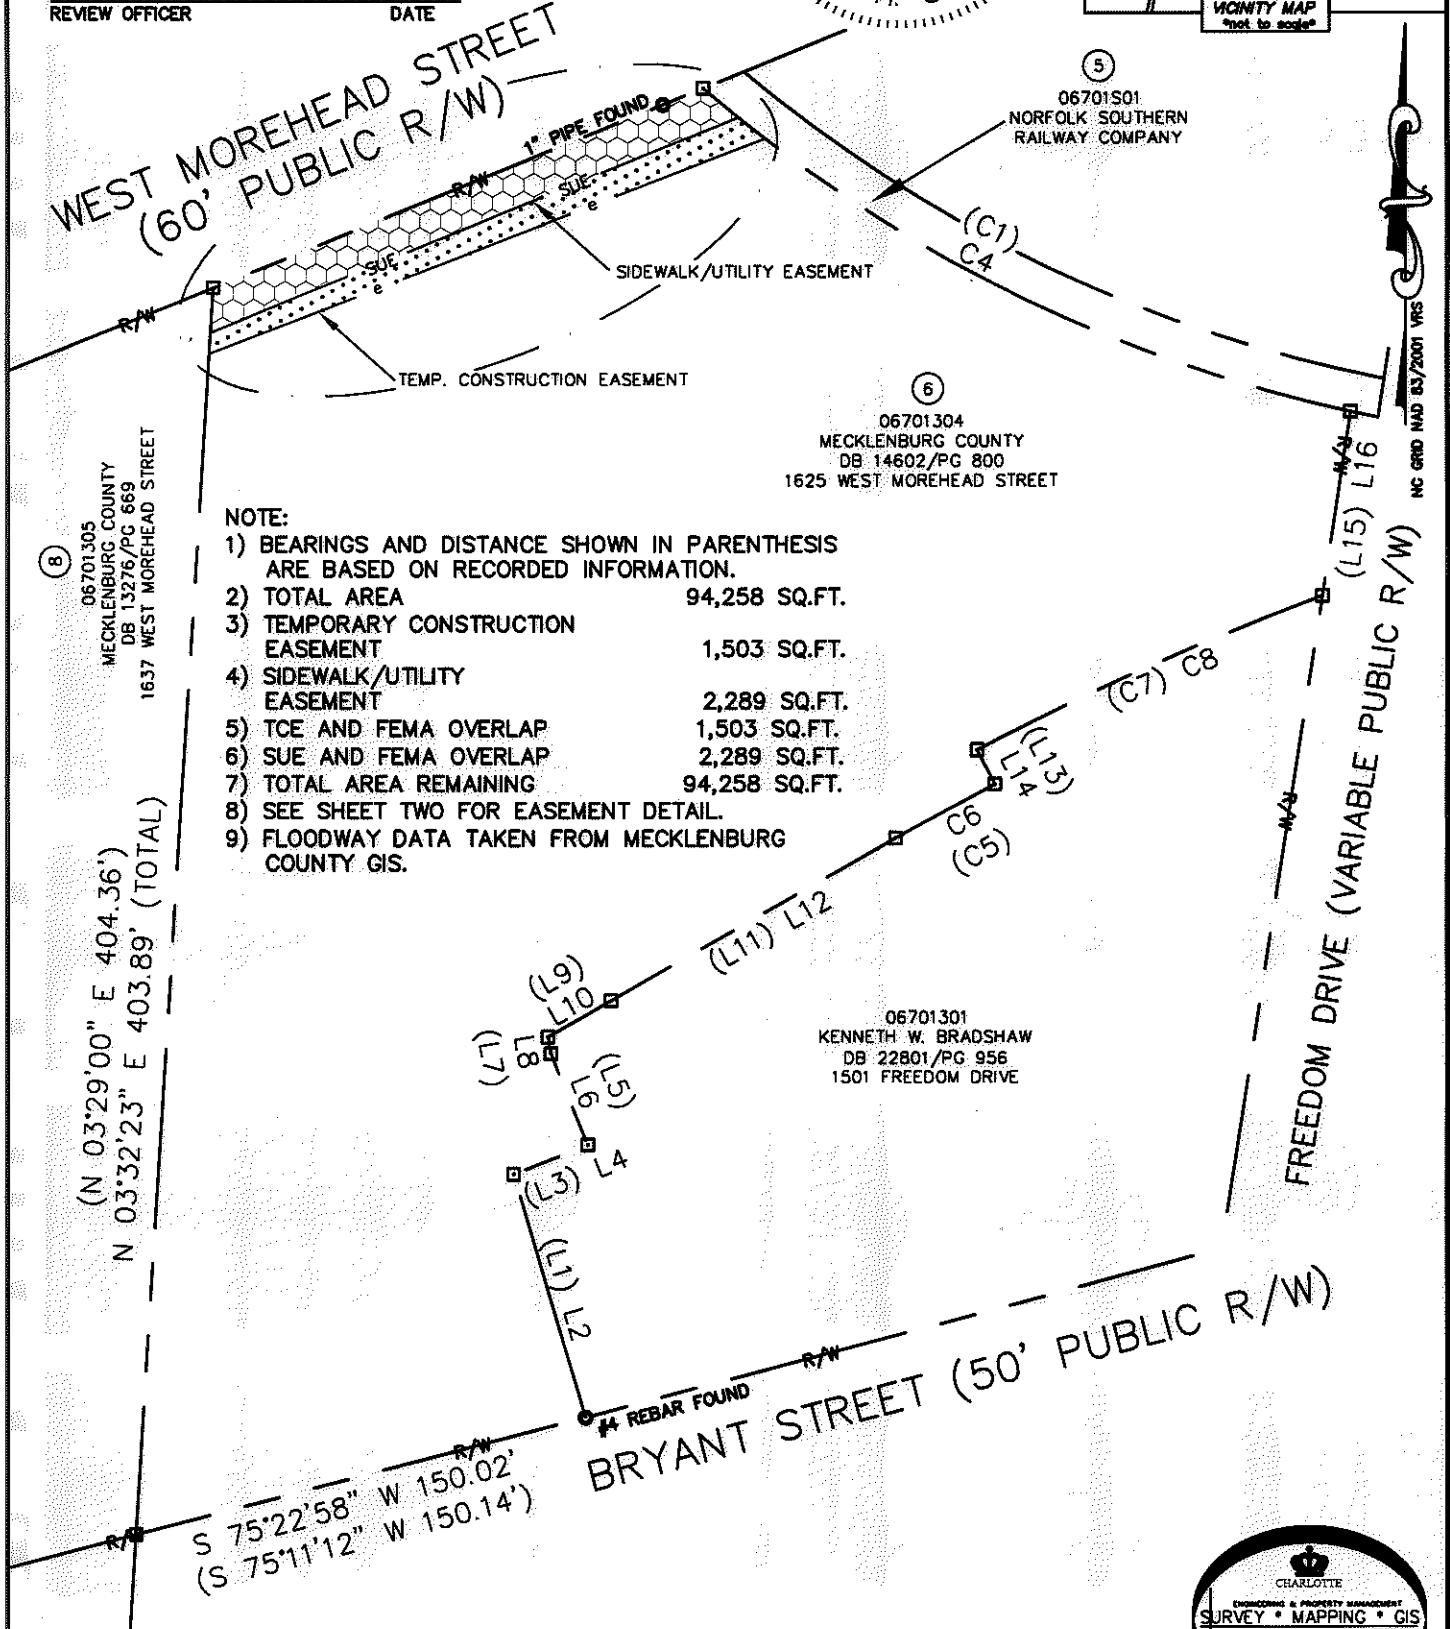 REVIEW OFFICER DATE
VICINITY MAP
*not to scale*
WEST MOREHEAD STREET
(60' PUBLIC R/W)
1" PIPE FOUND
R/W
SUE
e
SUE
e
R/W
SIDEWALK/UTILITY EASEMENT
TEMP. CONSTRUCTION EASEMENT
5
06701S01
NORFOLK SOUTHERN
RAILWAY COMPANY
(C1)
C4
NC GRID NAD 83/2001 VRS
6
06701304
MECKLENBURG COUNTY
DB 14602/PG 800
1625 WEST MOREHEAD STREET
R/W
(L15) L16
8
06701305
MECKLENBURG COUNTY
DB 13276/PG 669
1637 WEST MOREHEAD STREET
NOTE:
1) BEARINGS AND DISTANCE SHOWN IN PARENTHESIS
ARE BASED ON RECORDED INFORMATION.
2) TOTAL AREA 94,258 SQ.FT.
3) TEMPORARY CONSTRUCTION
EASEMENT 1,503 SQ.FT.
4) SIDEWALK/UTILITY
EASEMENT 2,289 SQ.FT.
5) TCE AND FEMA OVERLAP 1,503 SQ.FT.
6) SUE AND FEMA OVERLAP 2,289 SQ.FT.
7) TOTAL AREA REMAINING 94,258 SQ.FT.
8) SEE SHEET TWO FOR EASEMENT DETAIL.
9) FLOODWAY DATA TAKEN FROM MECKLENBURG
COUNTY GIS.
(C7) C8
(L13)
L14
C6
(C5)
(L11) L12
(L9)
L10
(L7)
L8
(L5)
L6
(L3) L4
(L1) L2
R/W
FREEDOM DRIVE (VARIABLE PUBLIC R/W)
(N 03°29'00" E 404.36')
N 03°32'23" E 403.89' (TOTAL)
06701301
KENNETH W. BRADSHAW
DB 22801/PG 956
1501 FREEDOM DRIVE
R/W
#4 REBAR FOUND
BRYANT STREET (50' PUBLIC R/W)
R/W
S 75°22'58" W 150.02'
(S 75°11'12" W 150.14')
R/W
CHARLOTTE
ENGINEERING & PROPERTY MANAGEMENT
SURVEY * MAPPING * GIS